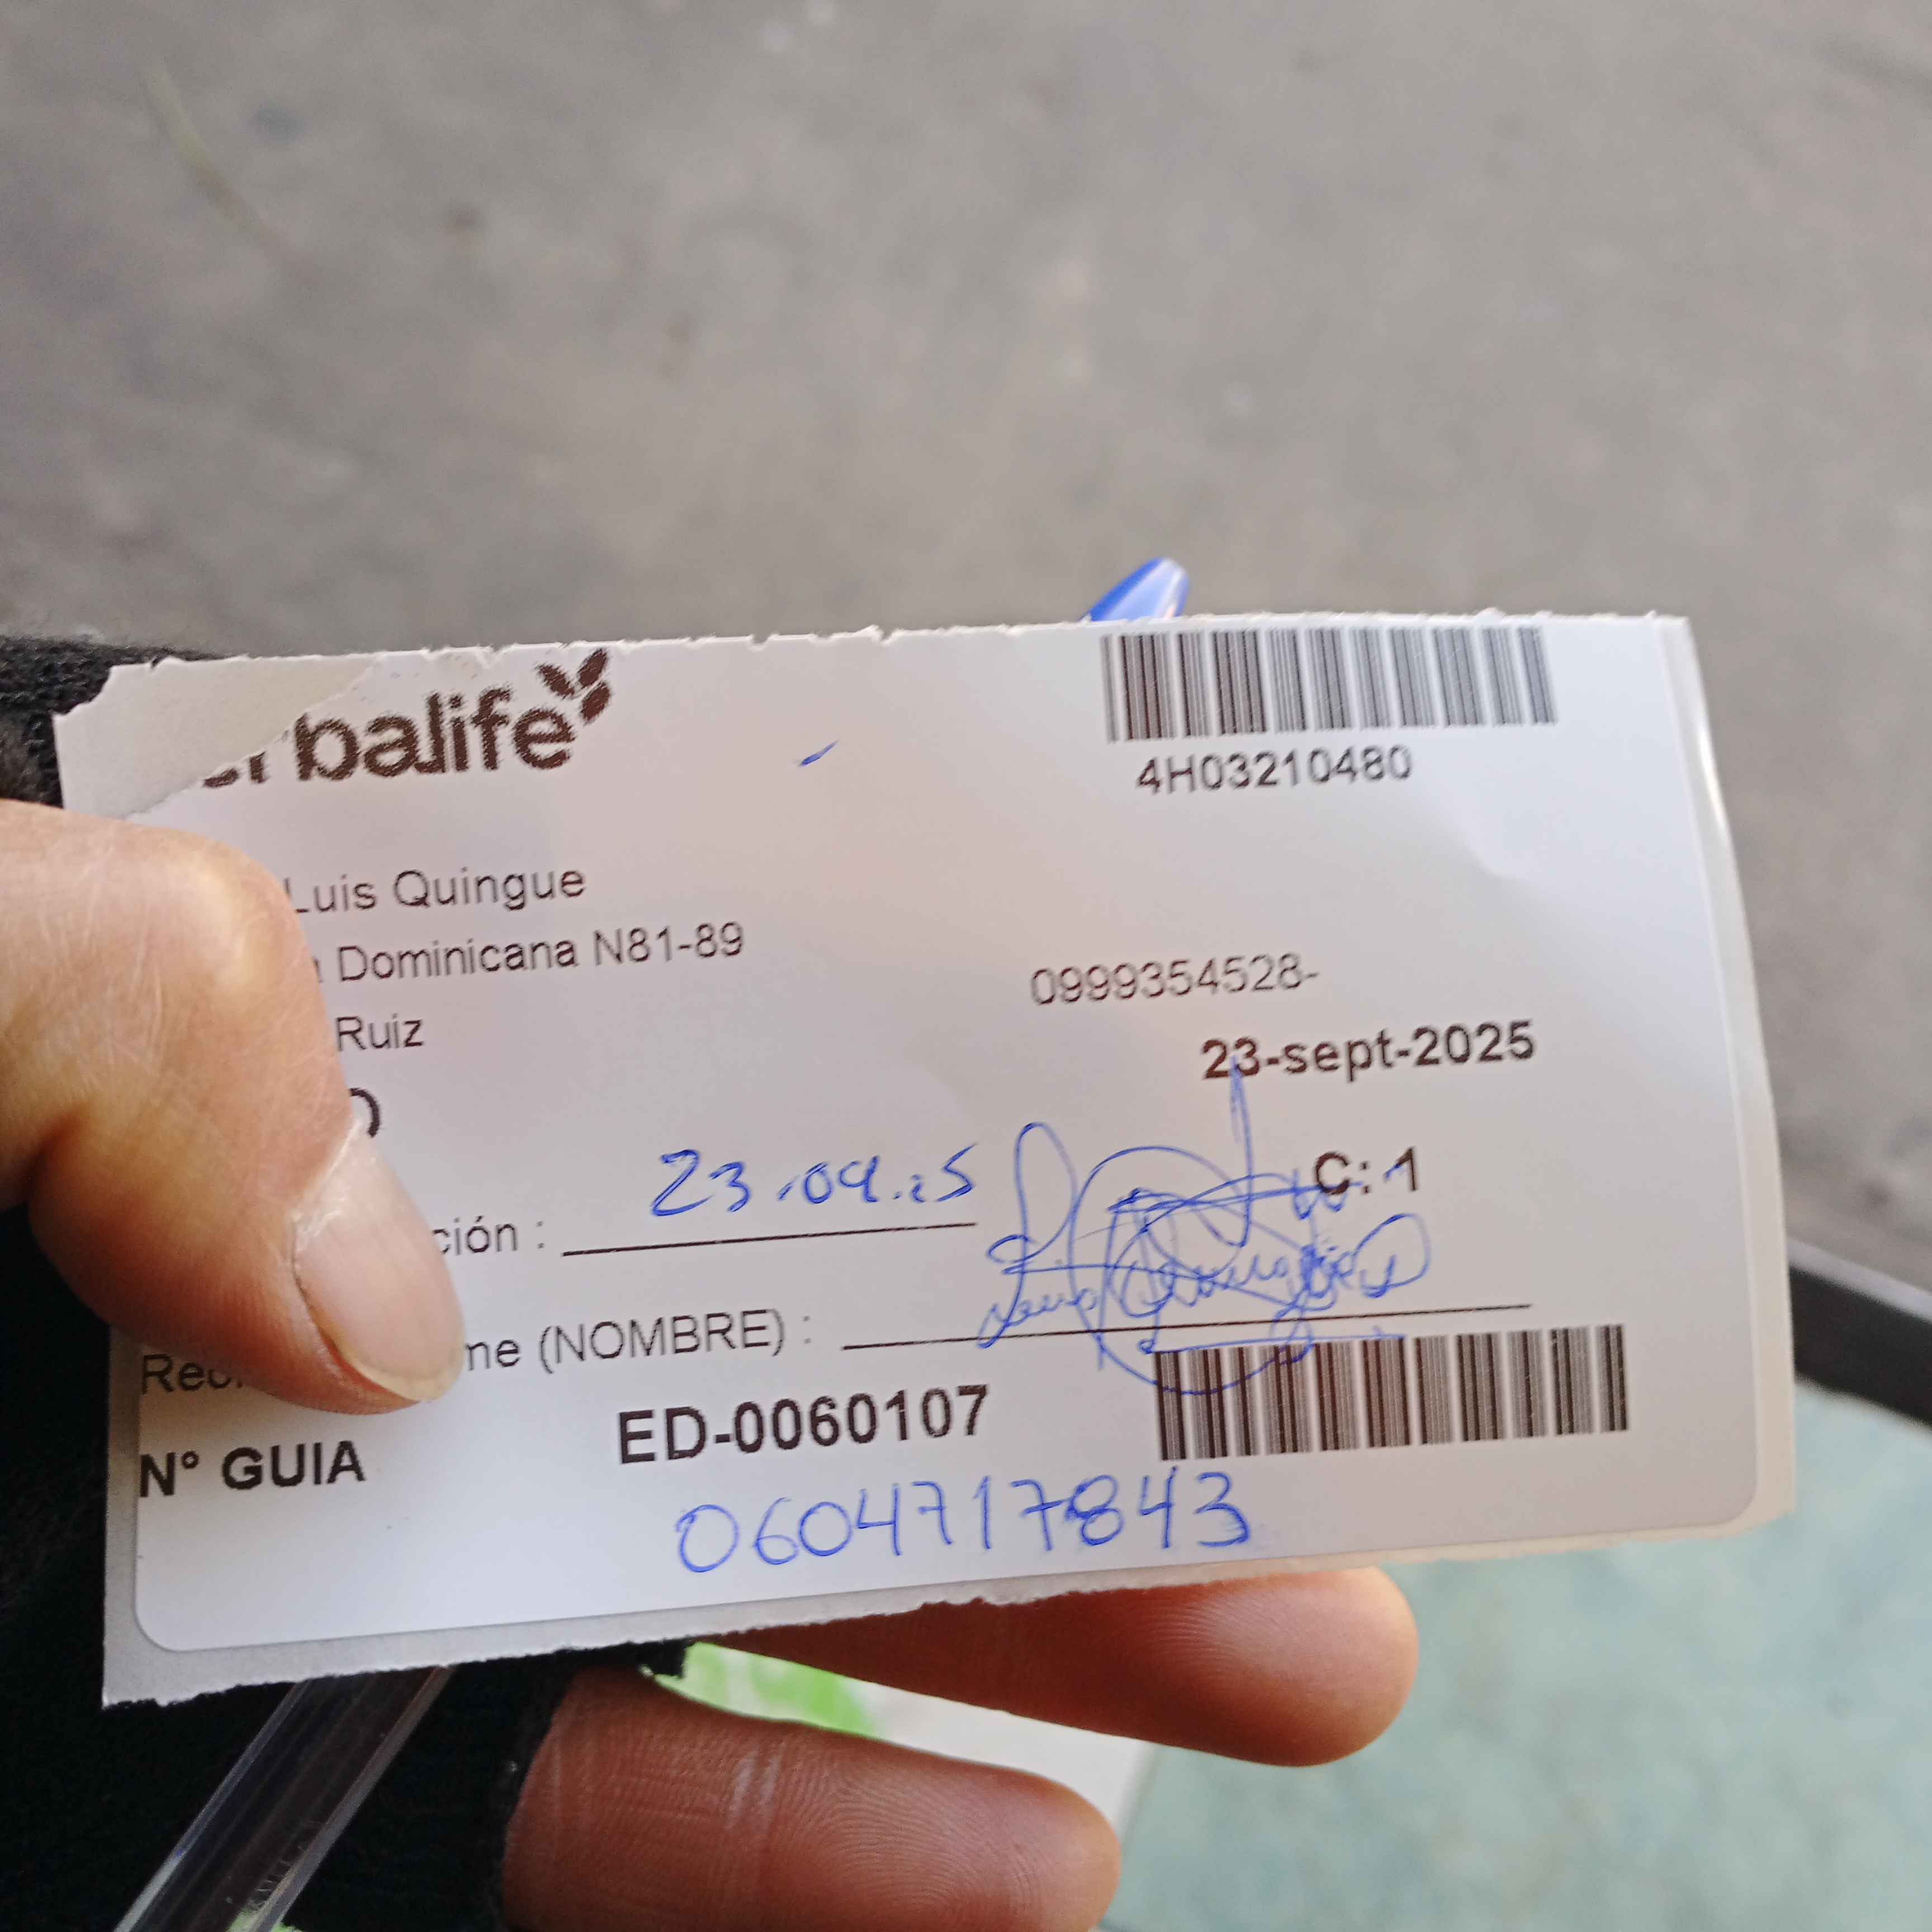 erbalife
4H03210480
Luis Quingue
a Dominicana N81-89
0999354528-
Ruiz
23-sept-2025
O
C: 1
ción : 23.09.25
me (NOMBRE) :
N° GUIA ED-0060107
0604717843